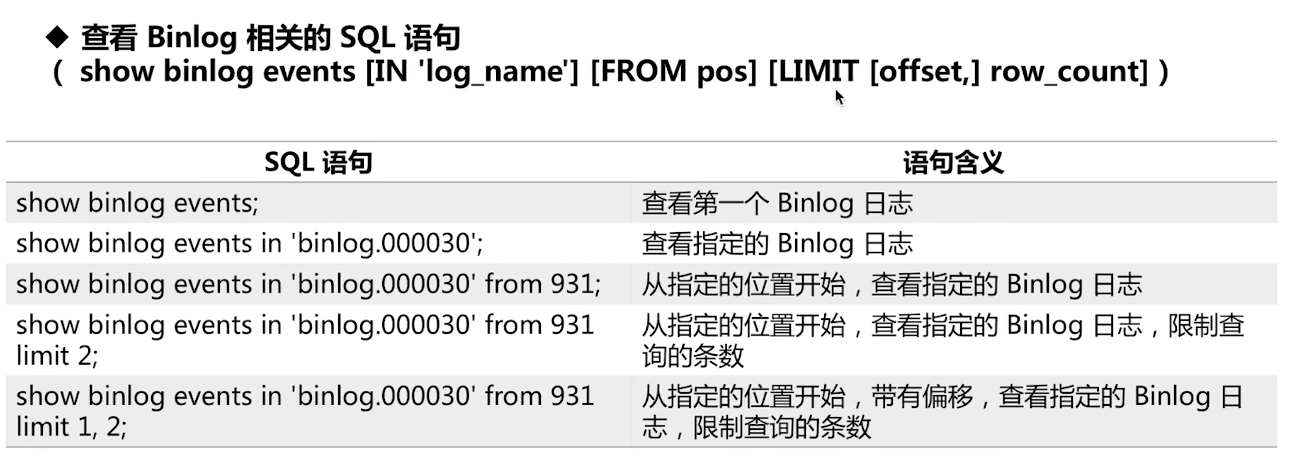 ◆ 查看 Binlog 相关的 SQL 语句
( show binlog events [IN 'log_name'] [FROM pos] [LIMIT [offset,] row_count] )
SQL 语句 语句含义
show binlog events; 查看第一个 Binlog 日志
show binlog events in 'binlog.000030'; 查看指定的 Binlog 日志
show binlog events in 'binlog.000030' from 931; 从指定的位置开始，查看指定的 Binlog 日志
show binlog events in 'binlog.000030' from 931 从指定的位置开始，查看指定的 Binlog 日志，限制查
limit 2; 询的条数
show binlog events in 'binlog.000030' from 931 从指定的位置开始，带有偏移，查看指定的 Binlog 日
limit 1, 2; 志，限制查询的条数